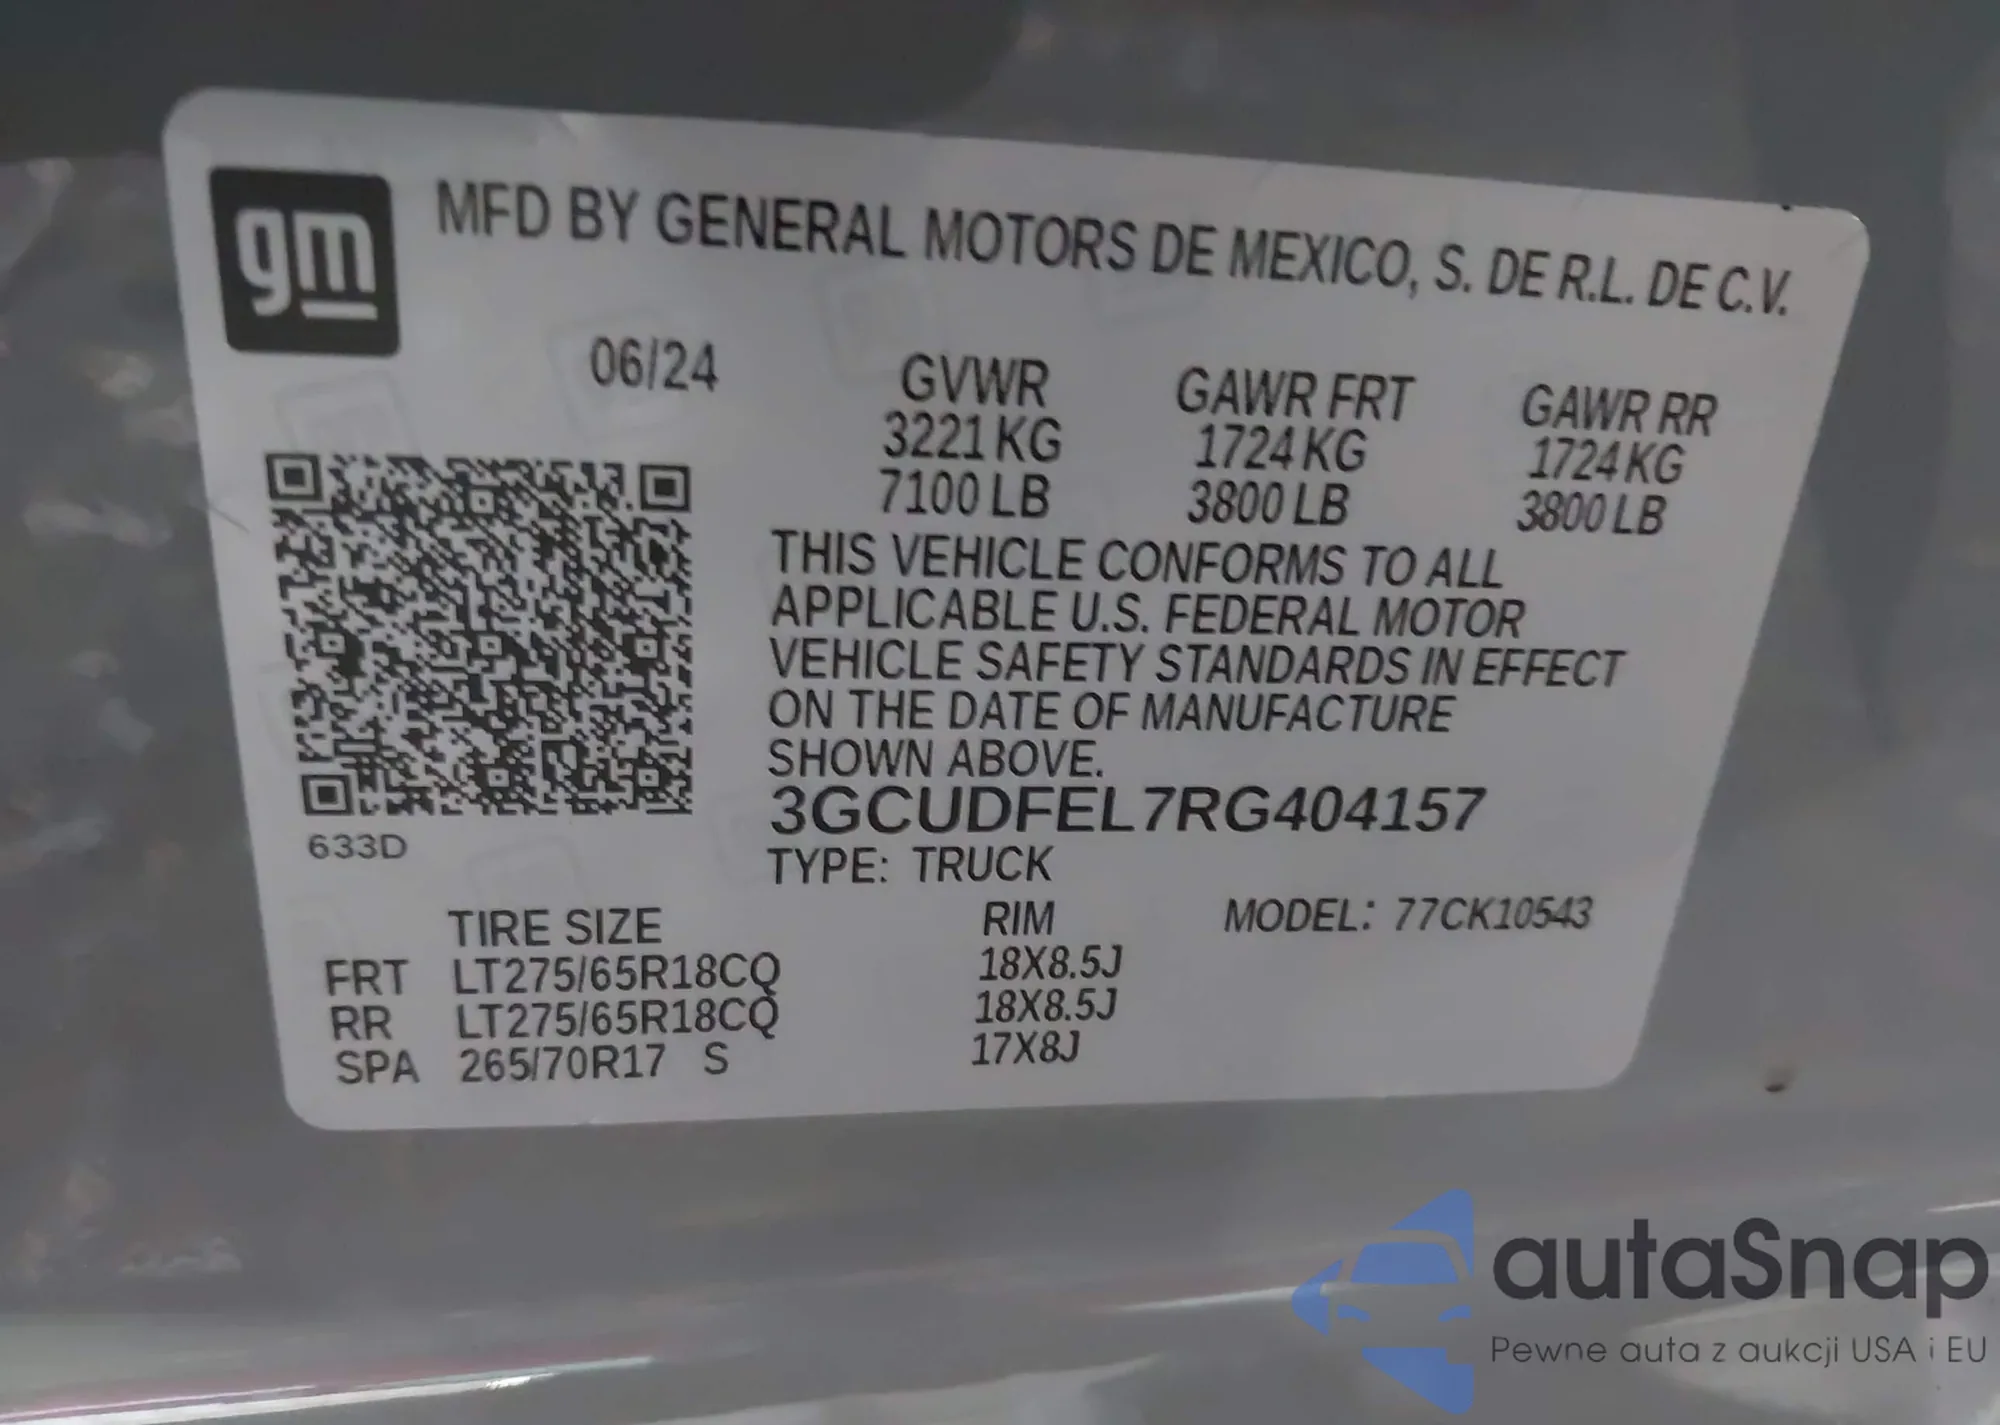 gm
MFD BY GENERAL MOTORS DE MEXICO, S. DE R.L. DE C.V.
06/24
GVWR GAWR FRT GAWR RR
3221 KG 1724 KG 1724 KG
7100 LB 3800 LB 3800 LB
THIS VEHICLE CONFORMS TO ALL
APPLICABLE U.S. FEDERAL MOTOR
VEHICLE SAFETY STANDARDS IN EFFECT
ON THE DATE OF MANUFACTURE
SHOWN ABOVE.
3GCUDFEL7RG404157
633D
TYPE: TRUCK
TIRE SIZE RIM MODEL: 77CK10543
FRT LT275/65R18CQ 18X8.5J
RR LT275/65R18CQ 18X8.5J
SPA 265/70R17 S 17X8J
autaSnap
Pewne auta z aukcji USA i EU